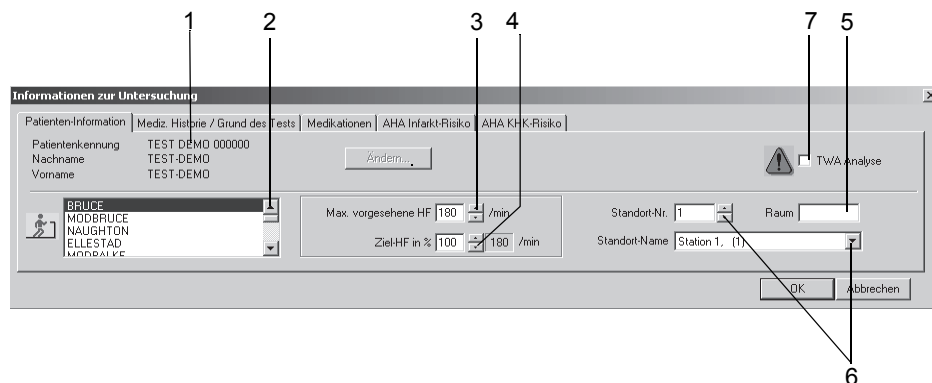 1 2 3 4 7 5
Informationen zur Untersuchung
Patienten-Information Mediz. Historie / Grund des Tests Medikationen AHA Infarkt-Risiko AHA KHK-Risiko
Patientenkennung TEST DEMO 000000
Nachname TEST-DEMO Ändern... TWA Analyse
Vorname TEST-DEMO
BRUCE
MODBRUCE Max. vorgesehene HF 180 /min Standort-Nr. 1 Raum
NAUGHTON
ELLESTAD Ziel-HF in % 100 180 /min Standort-Name Station 1, (1)
MODBALKE
OK Abbrechen
6